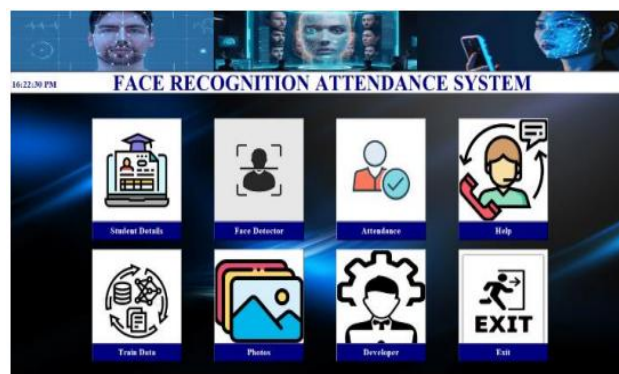 16:22:30 PM
FACE RECOGNITION ATTENDANCE SYSTEM
Student Details
Face Detector
Attendance
Help
EXIT
Train Data
Photos
Developer
Exit